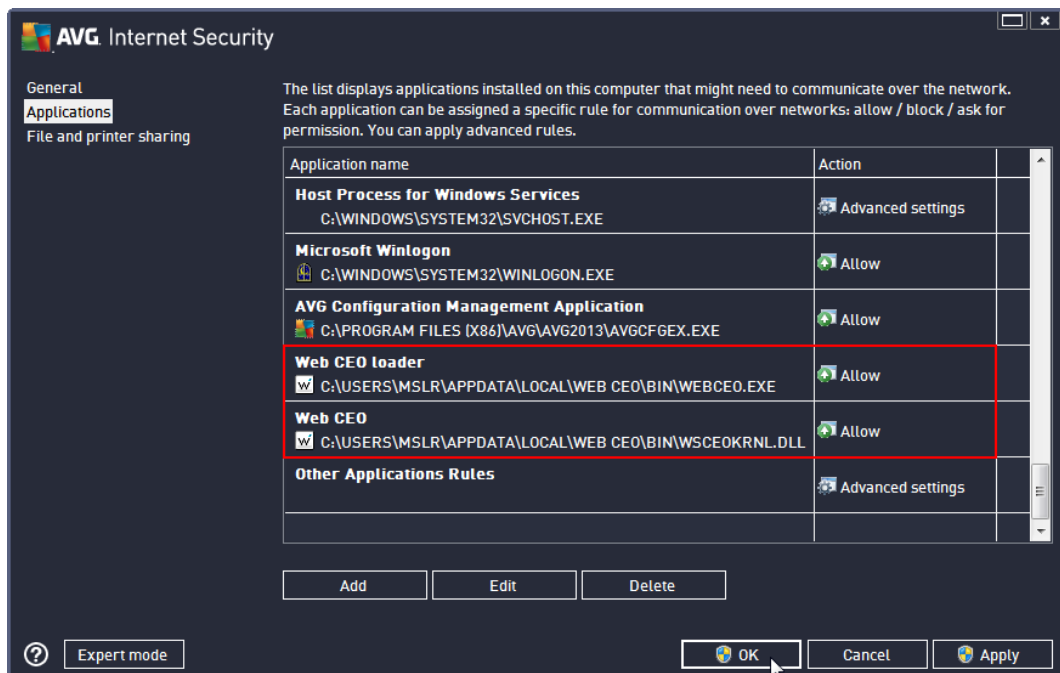 AVG. Internet Security
General
Applications
File and printer sharing
The list displays applications installed on this computer that might need to communicate over the network.
Each application can be assigned a specific rule for communication over networks: allow / block / ask for
permission. You can apply advanced rules.
Application name
Action
Host Process for Windows Services
C:\WINDOWS\SYSTEM32\SVCHOST.EXE
Advanced settings
Microsoft Winlogon
C:\WINDOWS\SYSTEM32\WINLOGON.EXE
Allow
AVG Configuration Management Application
C:\PROGRAM FILES (X86)\AVG\AVG2013\AVGCFGEX.EXE
Allow
Web CEO loader
C:\USERS\MSLR\APPDATA\LOCAL\WEB CEO\BIN\WEBCEO.EXE
Allow
Web CEO
C:\USERS\MSLR\APPDATA\LOCAL\WEB CEO\BIN\WSCEOKRNL.DLL
Allow
Other Applications Rules
Advanced settings
Add
Edit
Delete
Expert mode
OK
Cancel
Apply